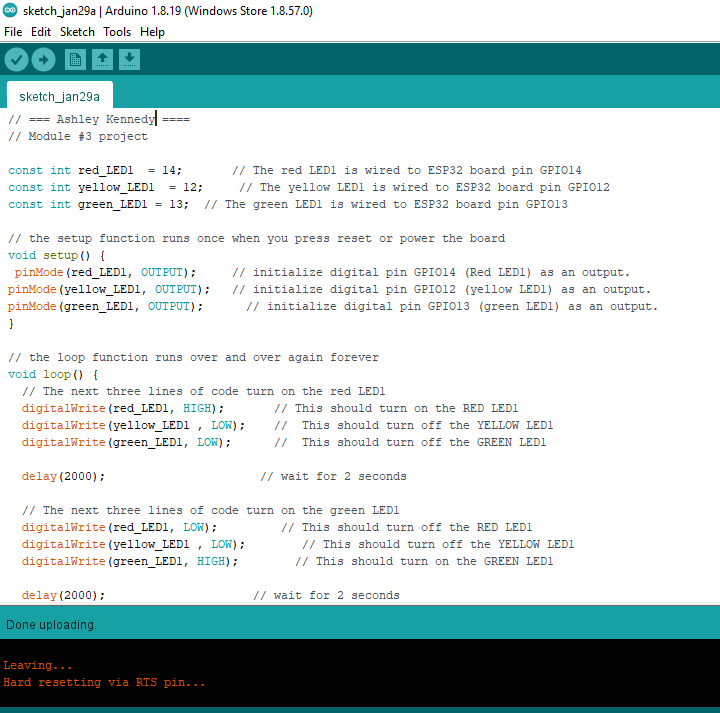 sketch_jan29a | Arduino 1.8.19 (Windows Store 1.8.57.0)
File Edit Sketch Tools Help
sketch_jan29a
// === Ashley Kennedy ====
// Module #3 project
const int red_LED1  = 14;       // The red LED1 is wired to ESP32 board pin GPIO14
const int yellow_LED1  = 12;     // The yellow LED1 is wired to ESP32 board pin GPIO12
const int green_LED1 = 13;  // The green LED1 is wired to ESP32 board pin GPIO13
// the setup function runs once when you press reset or power the board
void setup() {
 pinMode(red_LED1, OUTPUT);     // initialize digital pin GPIO14 (Red LED1) as an output.
pinMode(yellow_LED1, OUTPUT);   // initialize digital pin GPIO12 (yellow LED1) as an output.
pinMode(green_LED1, OUTPUT);      // initialize digital pin GPIO13 (green LED1) as an output.
}
// the loop function runs over and over again forever
void loop() {
  // The next three lines of code turn on the red LED1
  digitalWrite(red_LED1, HIGH);       // This should turn on the RED LED1
  digitalWrite(yellow_LED1 , LOW);    //  This should turn off the YELLOW LED1
  digitalWrite(green_LED1, LOW);      //  This should turn off the GREEN LED1
  delay(2000);                      // wait for 2 seconds
  // The next three lines of code turn on the green LED1
  digitalWrite(red_LED1, LOW);         // This should turn off the RED LED1
  digitalWrite(yellow_LED1 , LOW);        // This should turn off the YELLOW LED1
  digitalWrite(green_LED1, HIGH);        // This should turn on the GREEN LED1
  delay(2000);                     // wait for 2 seconds
Done uploading.
Leaving...
Hard resetting via RTS pin...